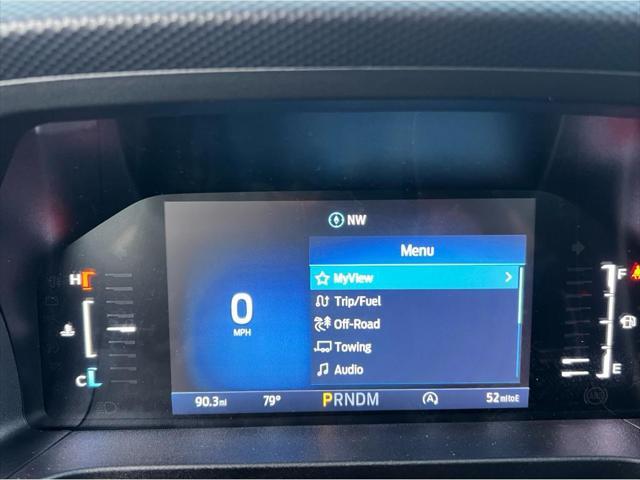 NW
Menu
H
MyView
F
0
Trip/Fuel
MPH
Off-Road
Towing
C
Audio
E
90.3mi 79° PRNDM A 52mitoE